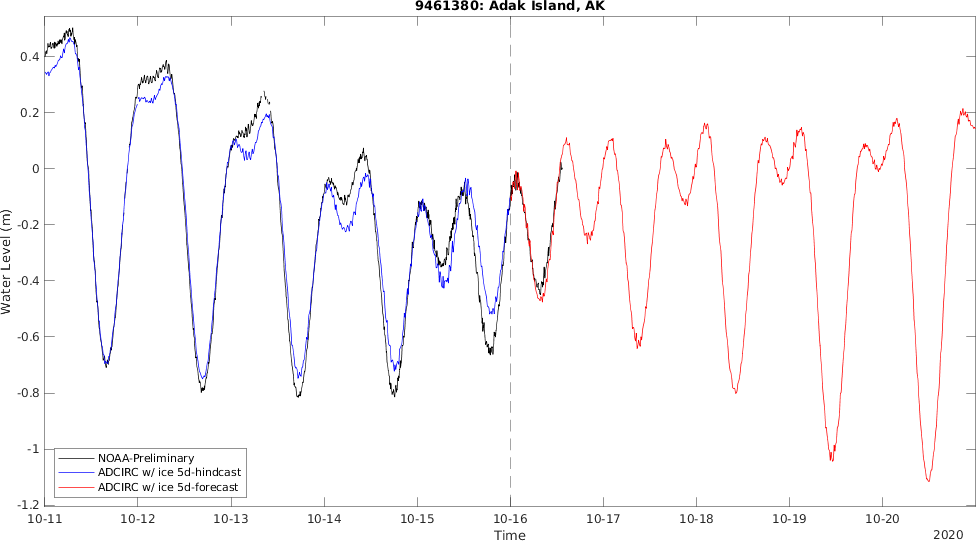 9461380: Adak Island, AK
Water Level (m)
0.4
0.2
0
-0.2
-0.4
-0.6
-0.8
-1
-1.2
NOAA-Preliminary
ADCIRC w/ ice 5d-hindcast
ADCIRC w/ ice 5d-forecast
10-11 10-12 10-13 10-14 10-15 10-16 10-17 10-18 10-19 10-20
Time
2020